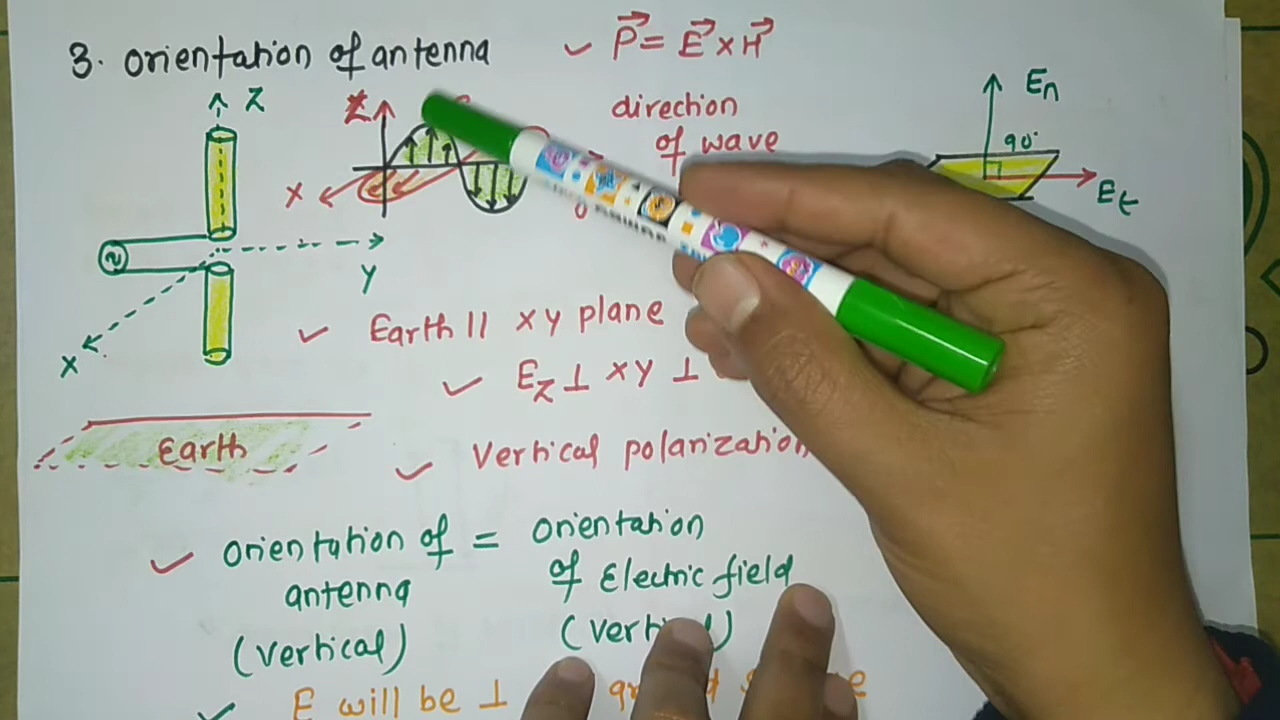 3. orientation of antenna
P = E x H
direction
of wave
Z
Z
X
Y
X
90°
En
Et
Earth || xy plane
Ez ⊥ xy ⊥
Vertical polarization
Earth
orientation of = orientation
antenna of Electric field
(vertical) (vertical)
E will be ⊥